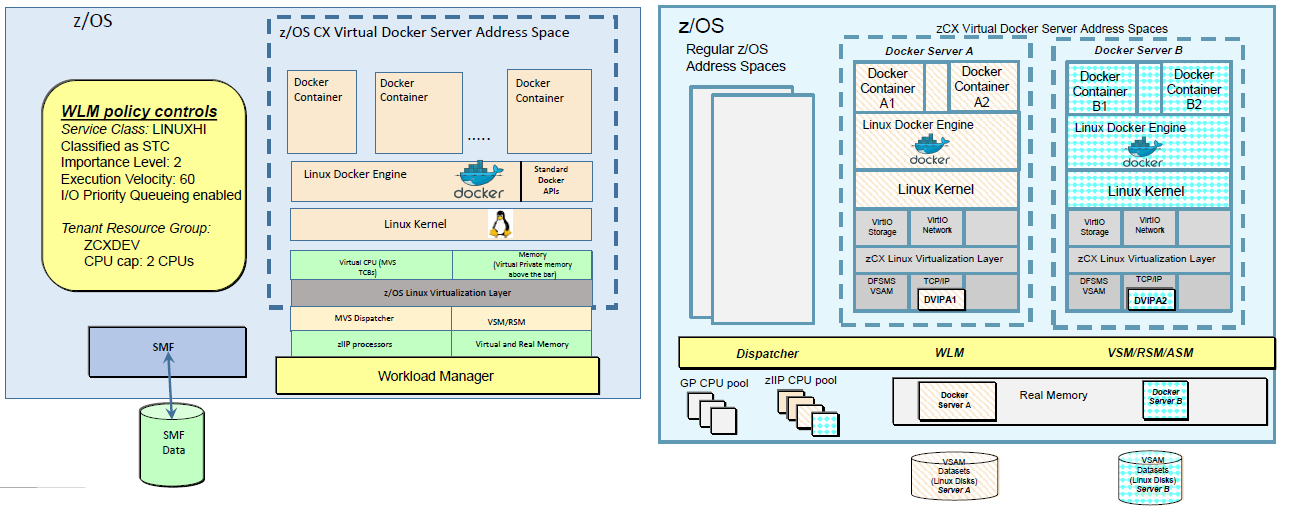 z/OS
WLM policy controls
Service Class: LINUXHI
Classified as STC
Importance Level: 2
Execution Velocity: 60
I/O Priority Queueing enabled
Tenant Resource Group:
ZCXDEV
CPU cap: 2 CPUs
SMF
SMF
Data
z/OS CX Virtual Docker Server Address Space
Docker
Container
Docker
Container
.....
Docker
Container
Linux Docker Engine
docker
Standard
Docker
APIs
Linux Kernel
Virtual CPU (MVS
TCBs)
Memory
(Virtual Private memory
above the bar)
z/OS Linux Virtualization Layer
MVS Dispatcher
VSM/RSM
zIIP processors
Virtual and Real Memory
Workload Manager
z/OS
Regular z/OS
Address Spaces
zCX Virtual Docker Server Address Spaces
Docker Server A
Docker
Container
A1
Docker
Container
A2
Linux Docker Engine
docker
Linux Kernel
VirtIO
Storage
VirtIO
Network
zCX Linux Virtualization Layer
DFSMS
VSAM
TCP/IP
DVIPA1
Docker Server B
Docker
Container
B1
Docker
Container
B2
Linux Docker Engine
docker
Linux Kernel
VirtIO
Storage
VirtIO
Network
zCX Linux Virtualization Layer
DFSMS
VSAM
TCP/IP
DVIPA2
Dispatcher
WLM
VSM/RSM/ASM
GP CPU pool
zIIP CPU pool
Docker
Server A
Real Memory
Docker
Server B
VSAM
Datasets
(Linux Disks)
Server A
VSAM
Datasets
(Linux Disks)
Server B